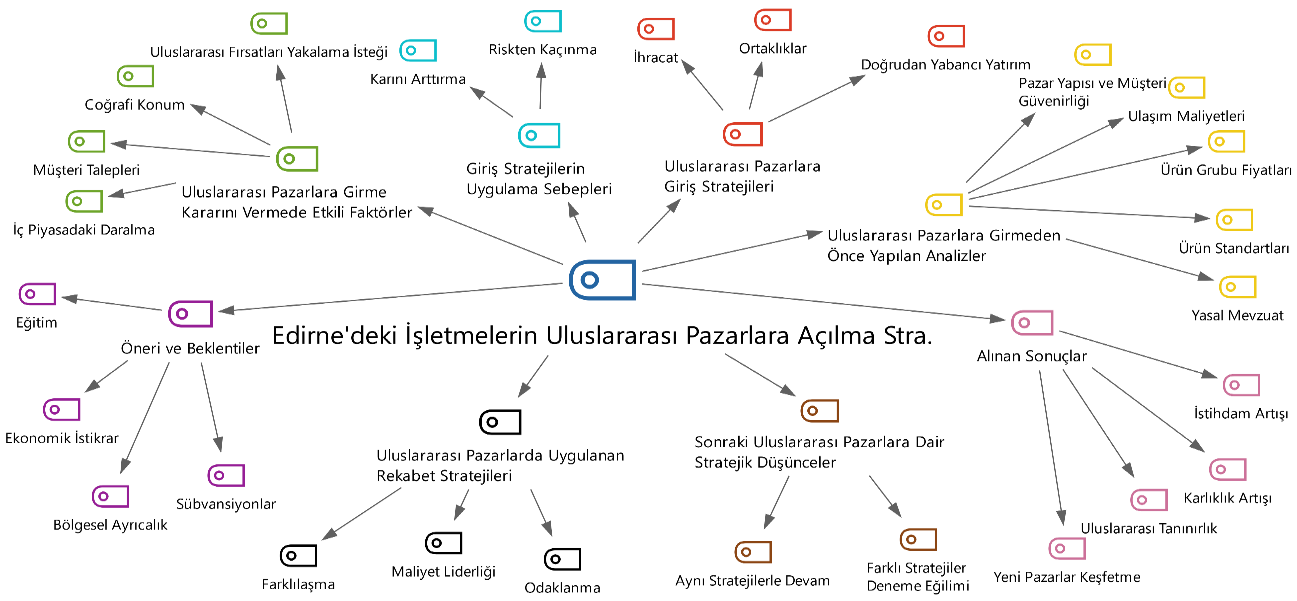 Uluslararası Fırsatları Yakalama İsteği
Coğrafi Konum
Müşteri Talepleri
İç Piyasadaki Daralma
Uluslararası Pazarlara Girme
Kararını Vermede Etkili Faktörler
Karını Arttırma
Riskten Kaçınma
Giriş Stratejilerin
Uygulama Sebepleri
İhracat
Ortaklıklar
Doğrudan Yabancı Yatırım
Uluslararası Pazarlara
Giriş Stratejileri
Pazar Yapısı ve Müşteri
Güvenirliği
Ulaşım Maliyetleri
Ürün Grubu Fiyatları
Ürün Standartları
Yasal Mevzuat
Uluslararası Pazarlara Girmeden
Önce Yapılan Analizler
Edirne'deki İşletmelerin Uluslararası Pazarlara Açılma Stra.
Eğitim
Öneri ve Beklentiler
Ekonomik İstikrar
Bölgesel Ayrıcalık
Sübvansiyonlar
Uluslararası Pazarlarda Uygulanan
Rekabet Stratejileri
Farklılaşma
Maliyet Liderliği
Odaklanma
Sonraki Uluslararası Pazarlara Dair
Stratejik Düşünceler
Aynı Stratejilerle Devam
Farklı Stratejiler
Deneme Eğilimi
Alınan Sonuçlar
İstihdam Artışı
Karlılık Artışı
Uluslararası Tanınırlık
Yeni Pazarlar Keşfetme